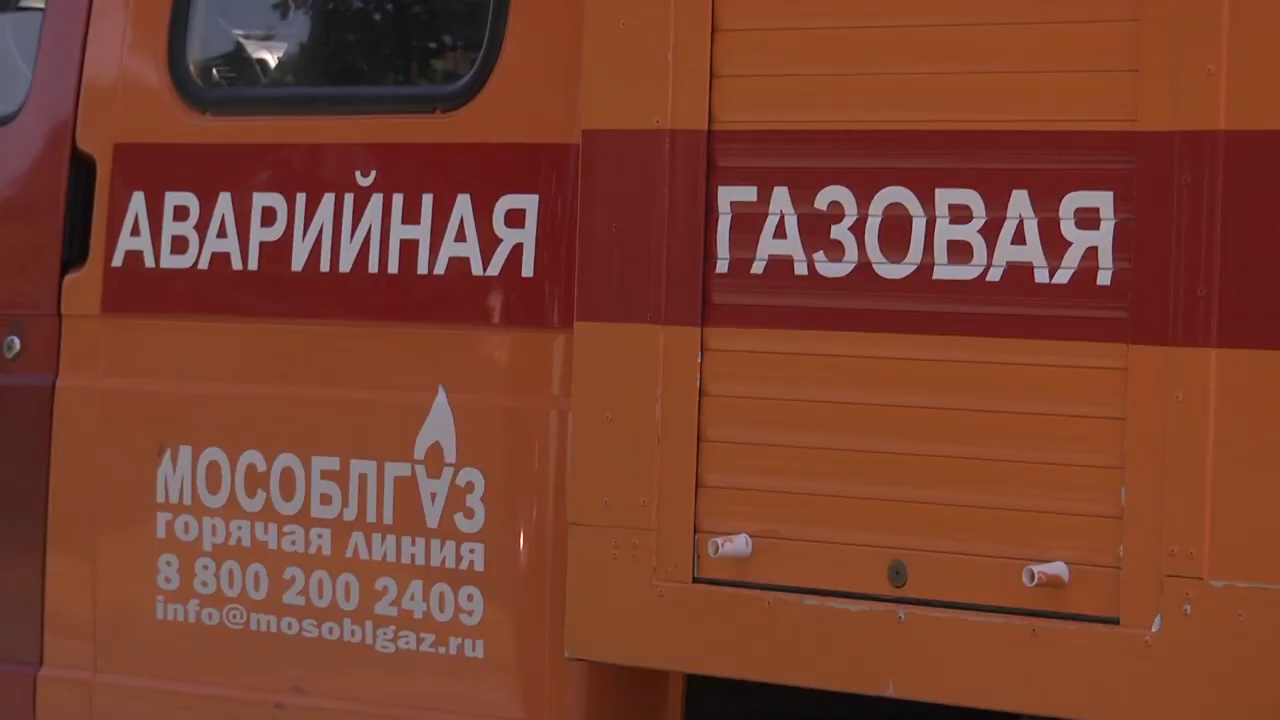 АВАРИЙНАЯ ГАЗОВАЯ
МОСОБЛГАЗ
горячая линия
8 800 200 2409
info@mosoblgaz.ru